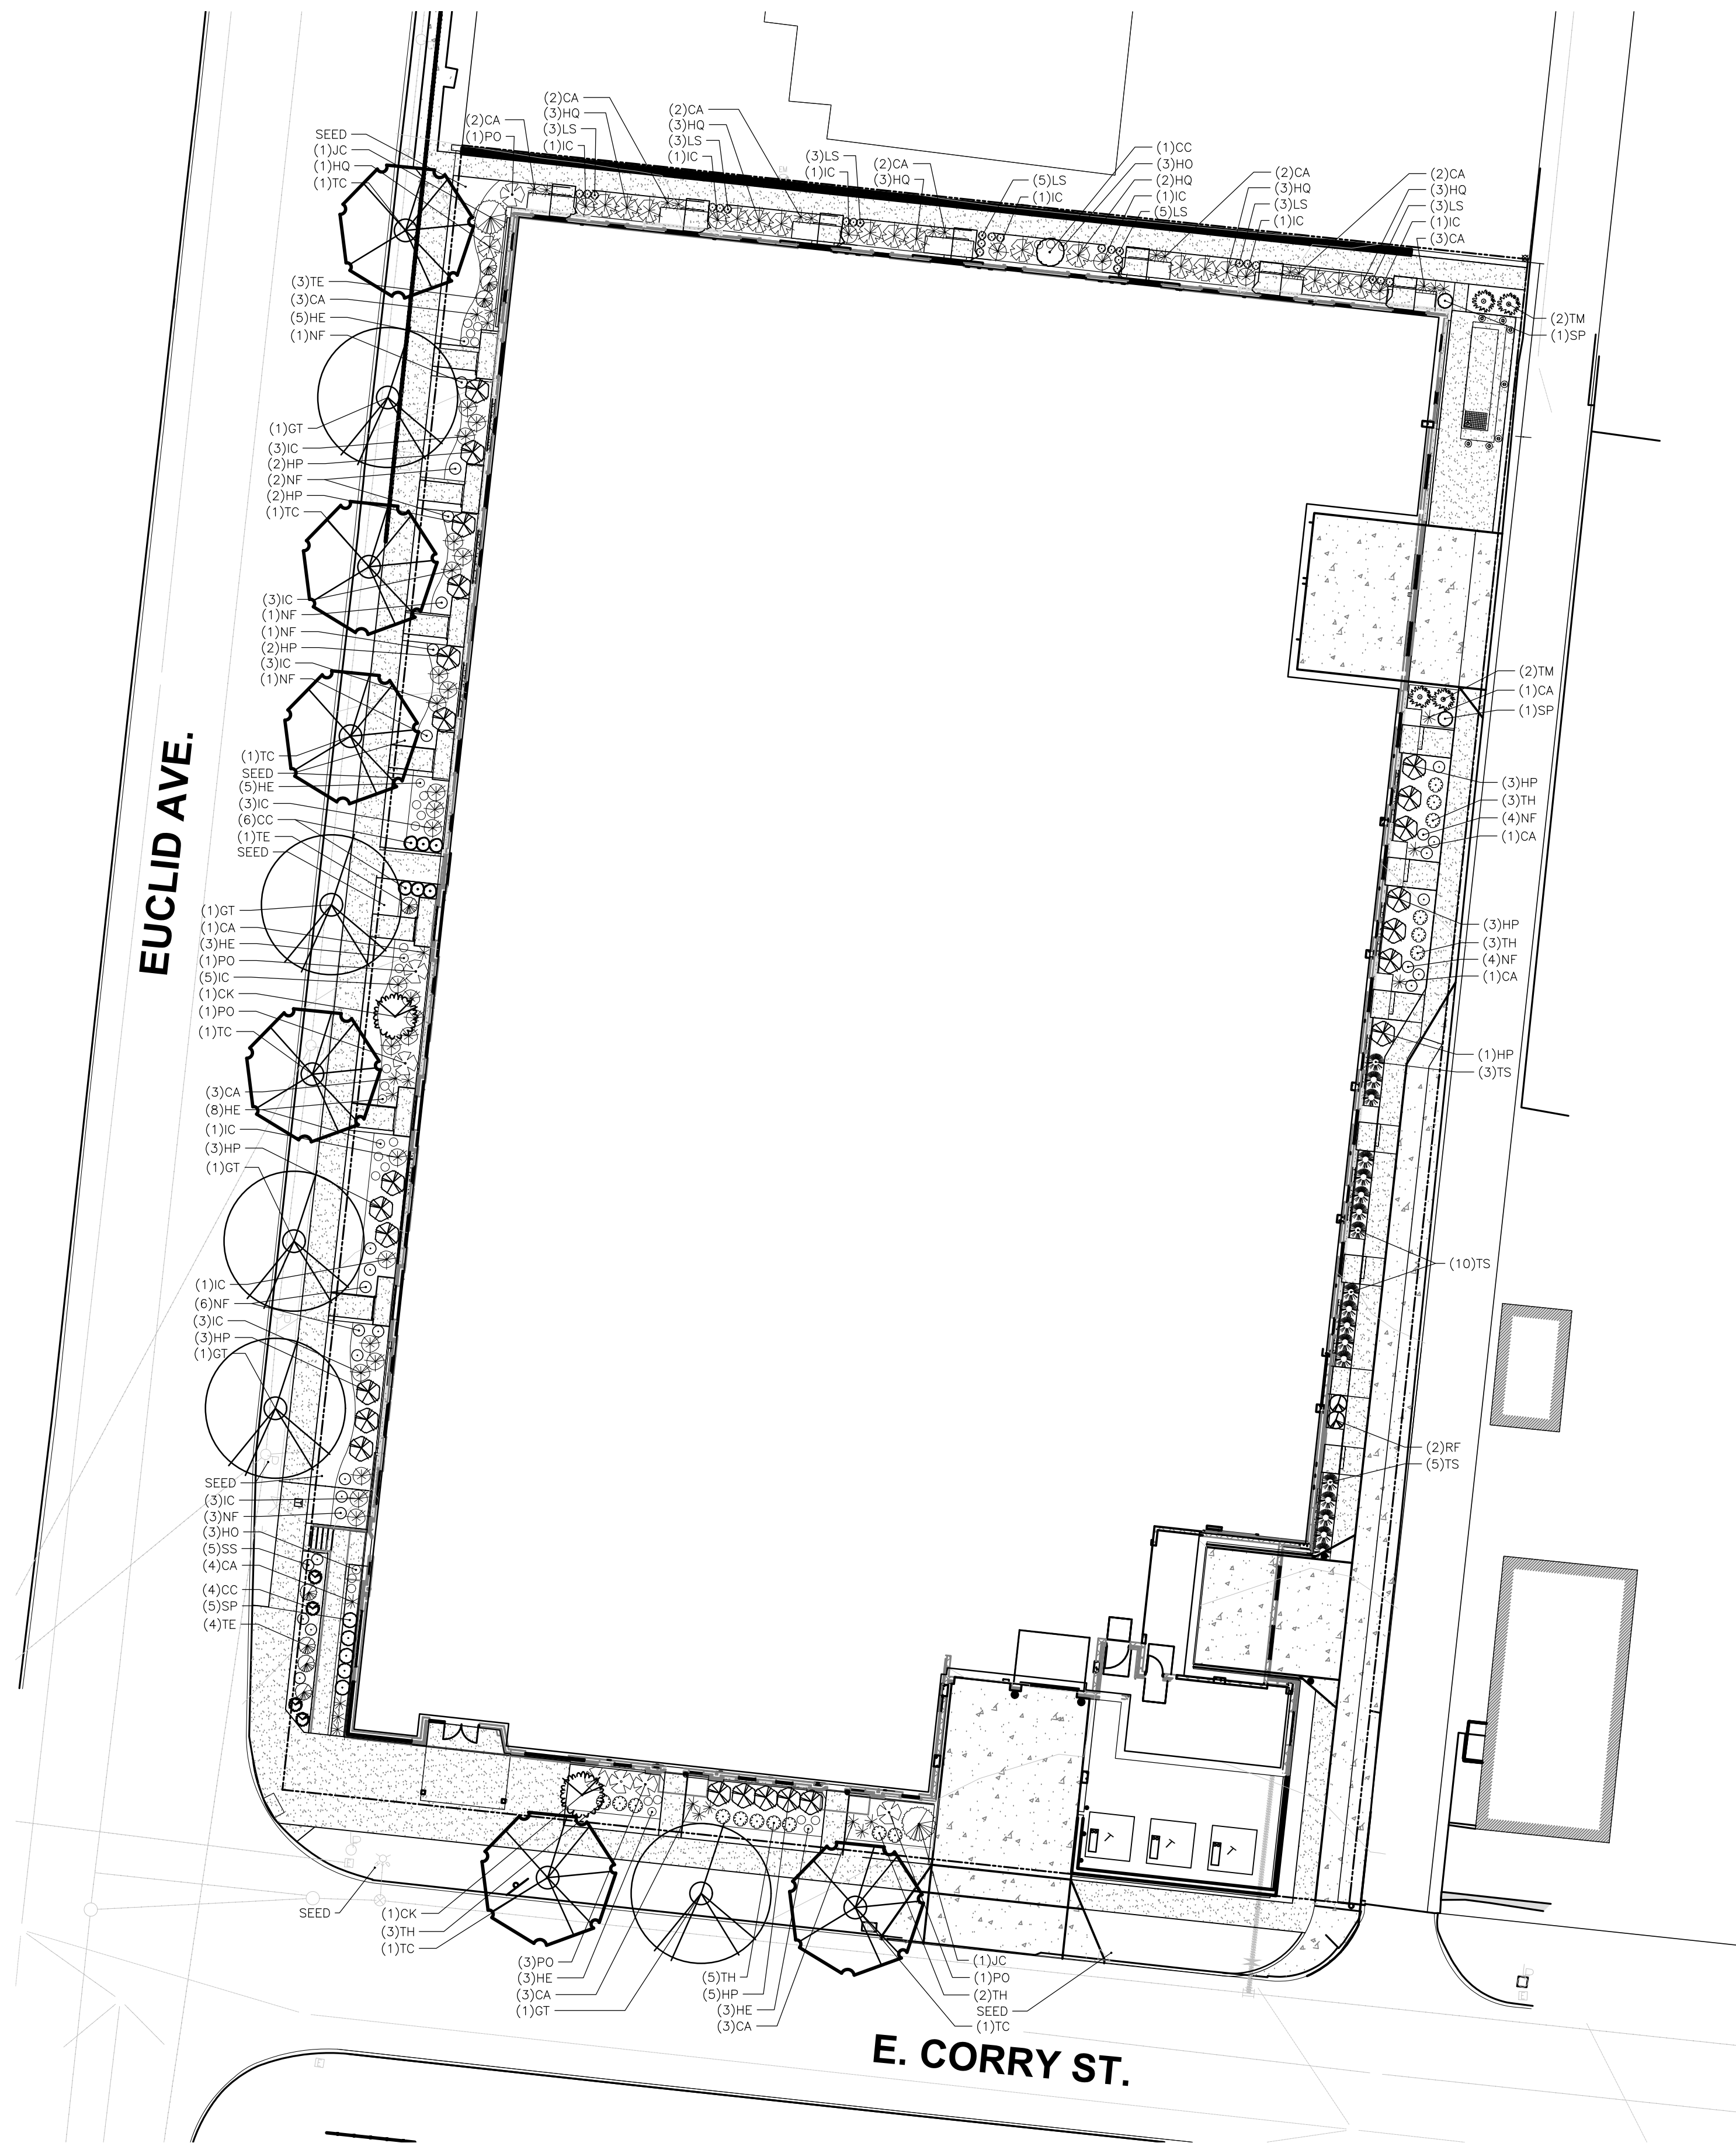 (2)CA
(3)HQ
(3)LS
(1)IC
(2)CA
(1)PO
(2)CA
(3)HQ
(3)LS
(1)IC
(3)LS
(1)IC
(2)CA
(3)HQ
(5)LS
(1)IC
(1)CC
(3)HO
(2)HQ
(1)IC
(5)LS
(2)CA
(3)HQ
(3)LS
(1)IC
(2)CA
(3)HQ
(3)LS
(1)IC
(3)CA
(2)TM
(1)SP
SEED
(1)JC
(1)HQ
(1)TC
(3)TE
(3)CA
(5)HE
(1)NF
(1)GT
(3)IC
(2)HP
(2)NF
(2)HP
(1)TC
(3)IC
(1)NF
(1)NF
(2)HP
(3)IC
(1)NF
(1)TC
SEED
(5)HE
(3)IC
(6)CC
(1)TE
SEED
EUCLID AVE.
(1)GT
(1)CA
(3)HE
(1)PO
(5)IC
(1)CK
(1)PO
(1)TC
(3)CA
(8)HE
(1)IC
(3)HP
(1)GT
(1)IC
(6)NF
(3)IC
(3)HP
(1)GT
SEED
(3)IC
(3)NF
(3)HO
(5)SS
(4)CA
(4)CC
(5)SP
(4)TE
(2)TM
(1)CA
(1)SP
(3)HP
(3)TH
(4)NF
(1)CA
(3)HP
(3)TH
(4)NF
(1)CA
(1)HP
(3)TS
(10)TS
(2)RF
(5)TS
SEED
(1)CK
(3)TH
(1)TC
(3)PO
(3)HE
(3)CA
(1)GT
(5)TH
(5)HP
(3)HE
(3)CA
(1)JC
(1)PO
(2)TH
SEED
(1)TC
E. CORRY ST.